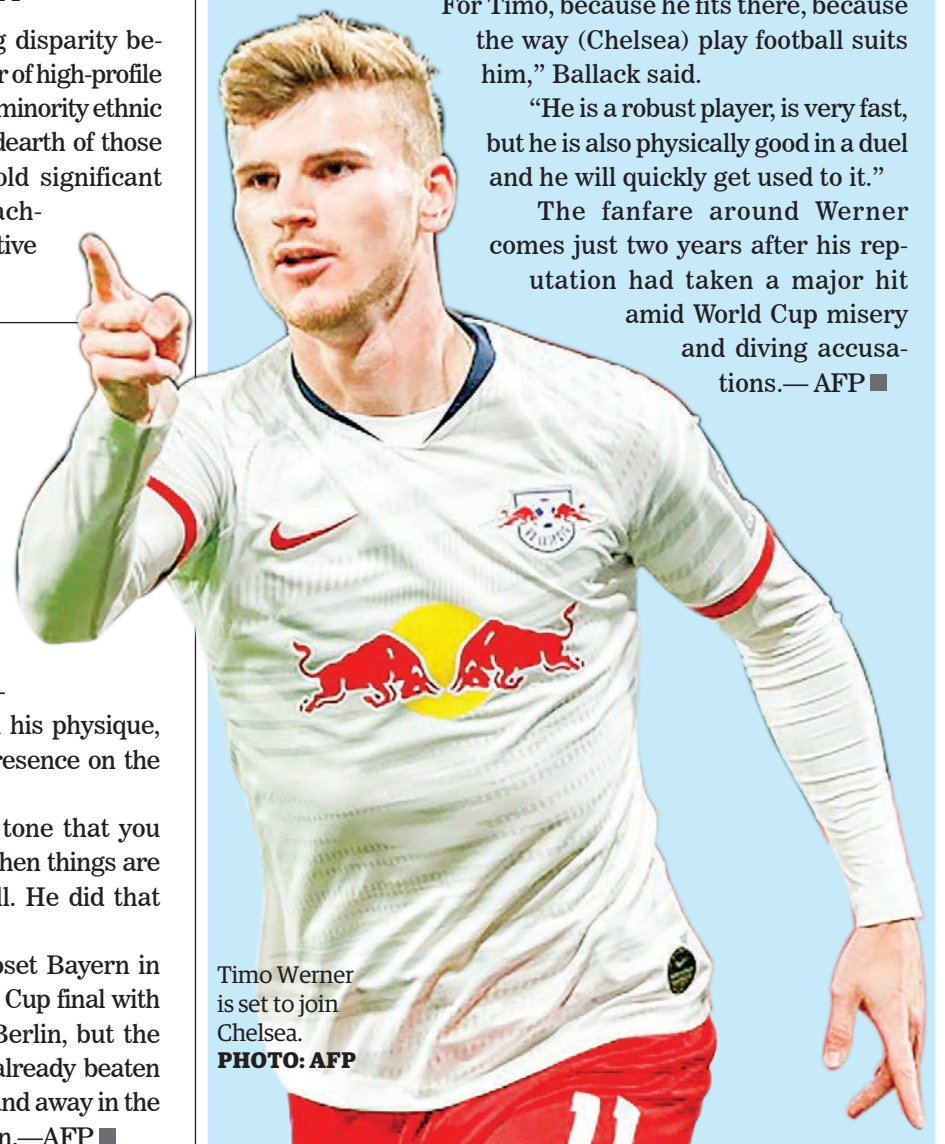 g disparity be-
r of high-profile
minority ethnic
dearth of those
old significant
ach-
tive
his physique,
resence on the
tone that you
hen things are
ll. He did that
pset Bayern in
Cup final with
Berlin, but the
already beaten
and away in the
n.—AFP
For Timo, because he fits there, because
the way (Chelsea) play football suits
him,” Ballack said.
“He is a robust player, is very fast,
but he is also physically good in a duel
and he will quickly get used to it.”
The fanfare around Werner
comes just two years after his rep-
utation had taken a major hit
amid World Cup misery
and diving accusa-
tions.— AFP
Timo Werner
is set to join
Chelsea.
PHOTO: AFP
11